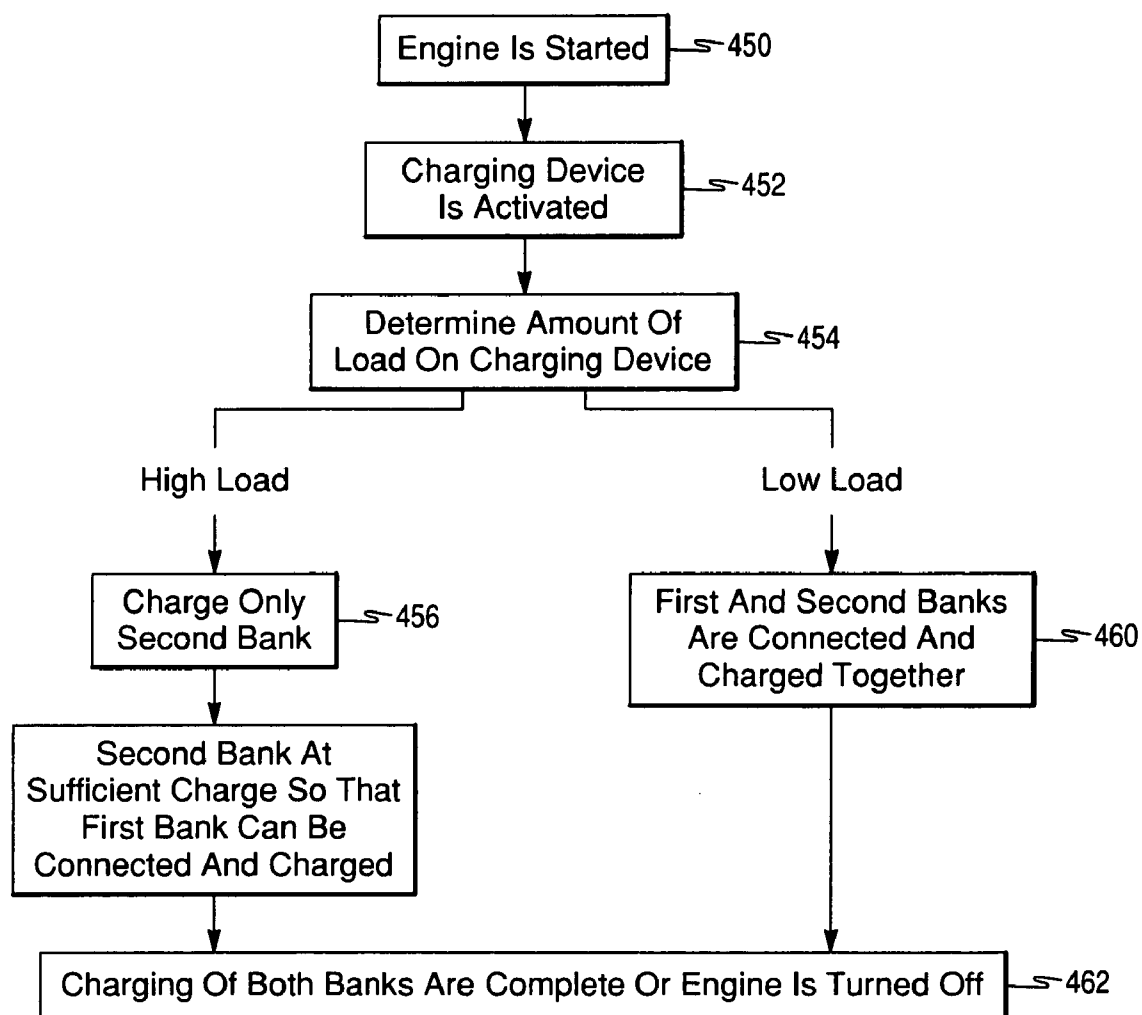 Engine Is Started
450
Charging Device
Is Activated
452
Determine Amount Of
Load On Charging Device
454
High Load
Low Load
Charge Only
Second Bank
456
First And Second Banks
Are Connected And
Charged Together
460
Second Bank At
Sufficient Charge So That
First Bank Can Be
Connected And Charged
Charging Of Both Banks Are Complete Or Engine Is Turned Off
462